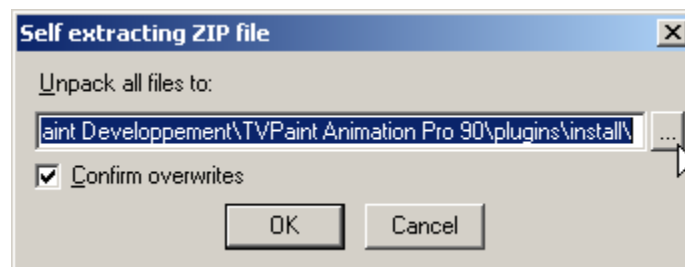 Self extracting ZIP file
Unpack all files to:
aint Developpement\TVPaint Animation Pro 90\plugins\install\
...
Confirm overwrites
OK Cancel